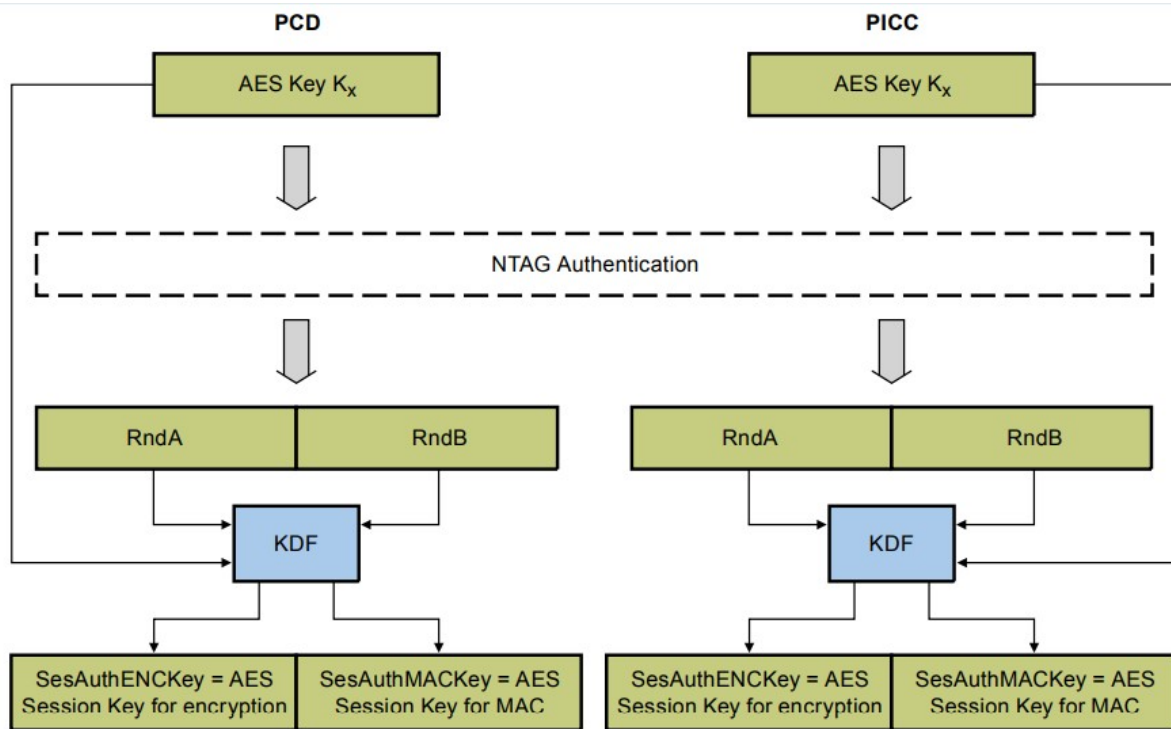 PCD
PICC
AES Key Kx
AES Key Kx
NTAG Authentication
RndA
RndB
RndA
RndB
KDF
KDF
SesAuthENCKey = AES
Session Key for encryption
SesAuthMACKey = AES
Session Key for MAC
SesAuthENCKey = AES
Session Key for encryption
SesAuthMACKey = AES
Session Key for MAC